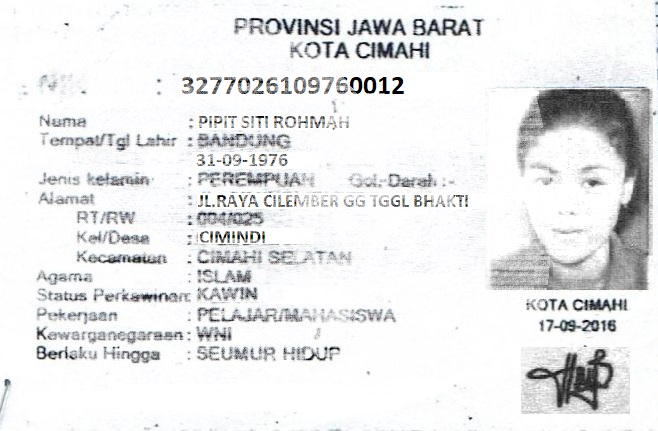 PROVINSI JAWA BARAT
KOTA CIMAHI
NIK : 3277026109760012
Nama : PIPIT SITI ROHMAH
Tempat/Tgl Lahir : BANDUNG
31-09-1976
Jenis kelamin : PEREMPUAN Gol.Darah :-
Alamat : JL.RAYA CILEMBER GG TGGL BHAKTI
RT/RW : 004/025
Kel/Desa : CIMINDI
Kecamatan : CIMAHI SELATAN
Agama : ISLAM
Status Perkawinan: KAWIN
Pekerjaan : PELAJAR/MAHASISWA
Kewarganegaraan: WNI
Berlaku Hingga : SEUMUR HIDUP
KOTA CIMAHI
17-09-2016